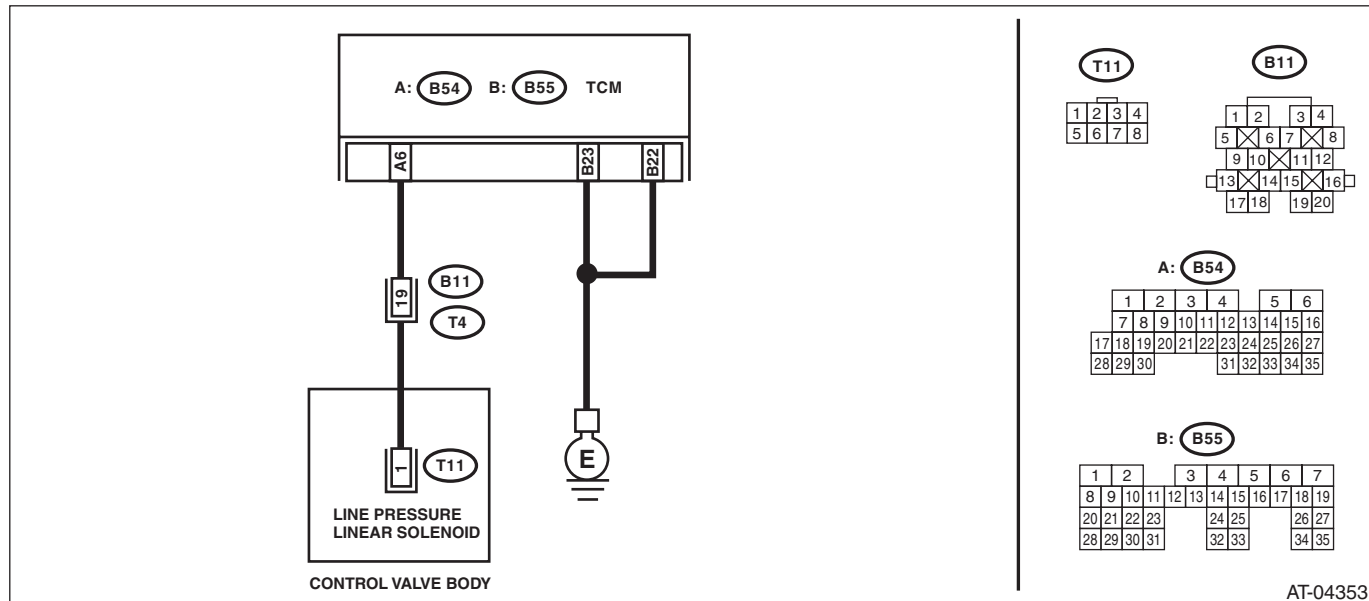 A: B54 B: B55 TCM
A6 B23 B22
19
B11
T4
1
T11
LINE PRESSURE
LINEAR SOLENOID
CONTROL VALVE BODY
E
T11
1 2 3 4
5 6 7 8
B11
1 2 3 4
5 6 7 8
9 10 11 12
13 14 15 16
17 18 19 20
A: B54
1 2 3 4 5 6
7 8 9 10 11 12 13 14 15 16
17 18 19 20 21 22 23 24 25 26 27
28 29 30 31 32 33 34 35
B: B55
1 2 3 4 5 6 7
8 9 10 11 12 13 14 15 16 17 18 19
20 21 22 23 24 25 26 27
28 29 30 31 32 33 34 35
AT-04353